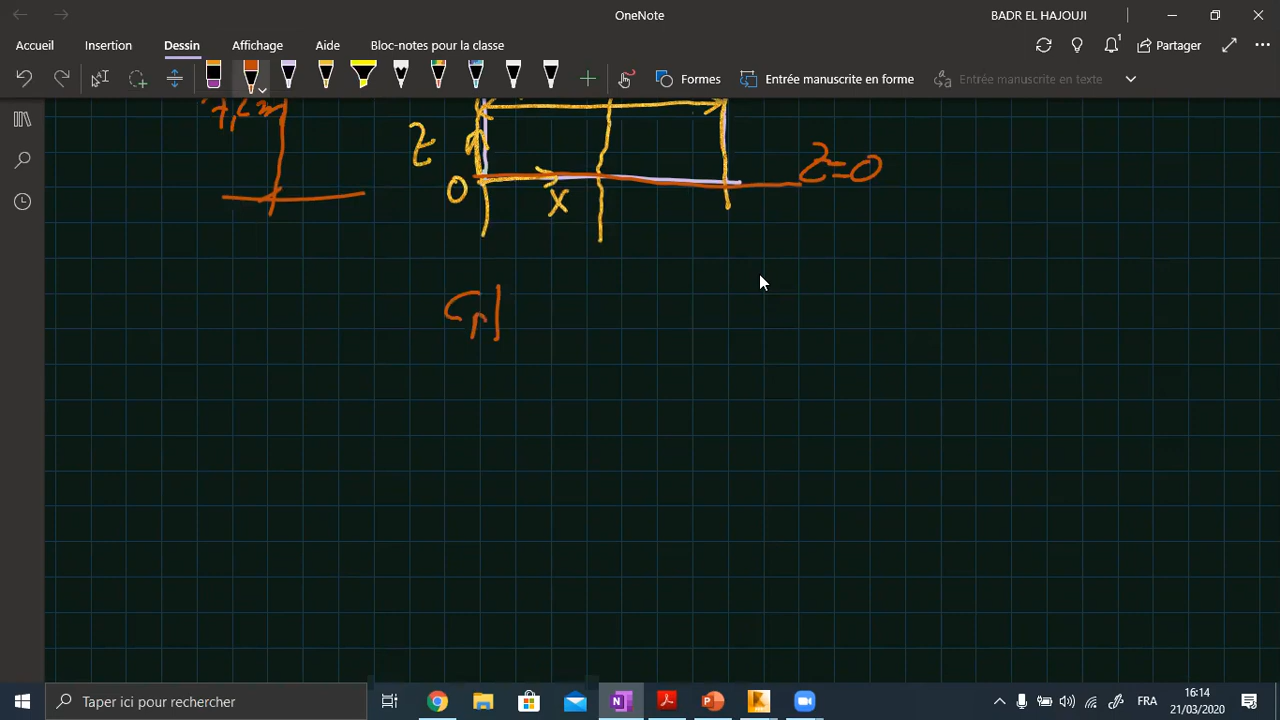 OneNote
BADR EL HAJOUJI
Accueil Insertion Dessin Affichage Aide Bloc-notes pour la classe
Partager
Formes Entrée manuscrite en forme Entrée manuscrite en texte
z
z=0
0
x
Taper ici pour rechercher
FRA
16:14
21/03/2020